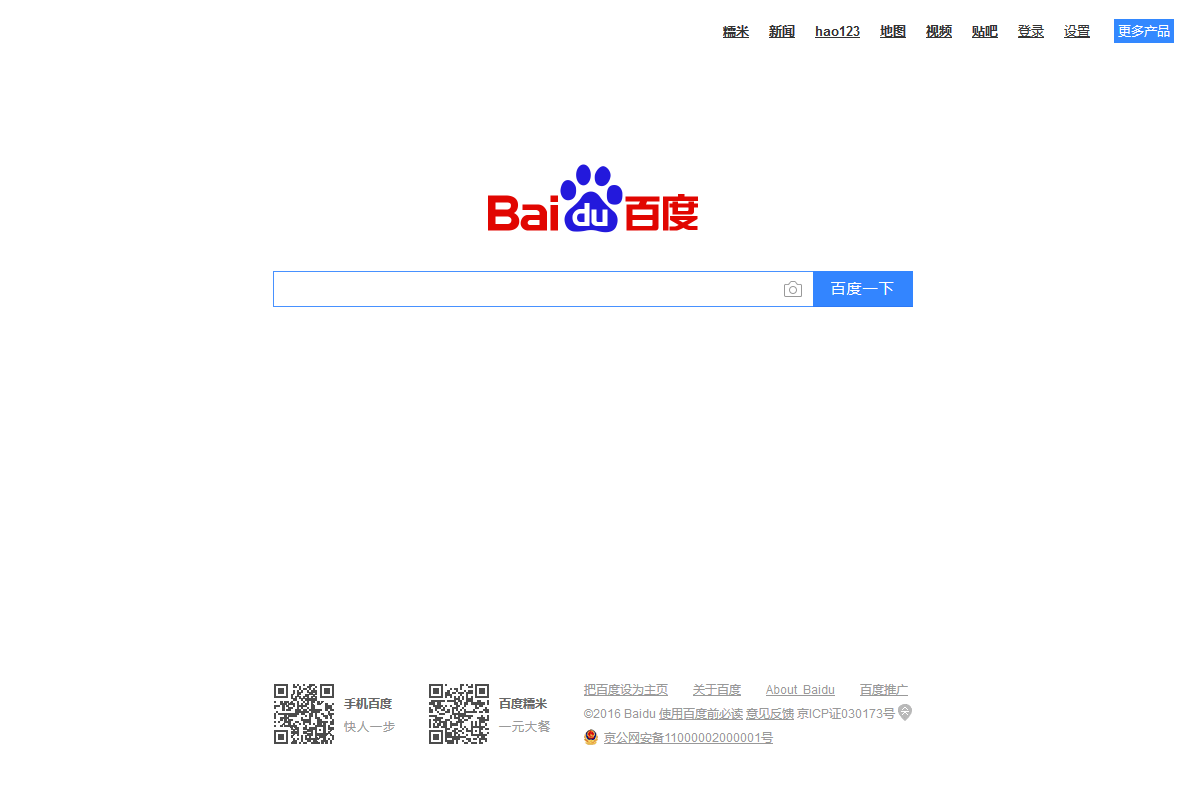 糯米 新闻 hao123 地图 视频 贴吧 登录 设置 更多产品
Bai du 百度
百度一下
手机百度
快人一步
百度糯米
一元大餐
把百度设为主页 关于百度 About Baidu 百度推广
©2016 Baidu 使用百度前必读 意见反馈 京ICP证030173号
京公网安备11000002000001号